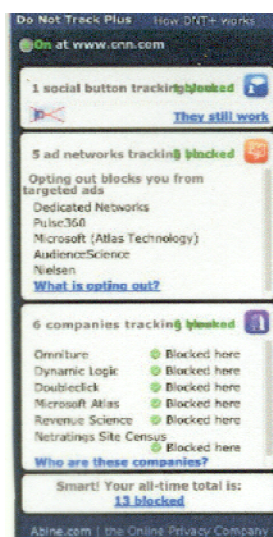 Do Not Track Plus How DNT+ works
On at www.cnn.com
1 social button tracking blocked
They still work
5 ad networks tracking blocked
Opting out blocks you from
targeted ads
Dedicated Networks
Pulse360
Microsoft (Atlas Technology)
AudienceScience
Nielsen
What is opting out?
6 companies tracking blocked
Omniture Blocked here
Dynamic Logic Blocked here
Doubleclick Blocked here
Microsoft Atlas Blocked here
Revenue Science Blocked here
Netratings Site Census
Blocked here
Who are these companies?
Smart! Your all-time total is:
13 blocked
Abine.com | the Online Privacy Company